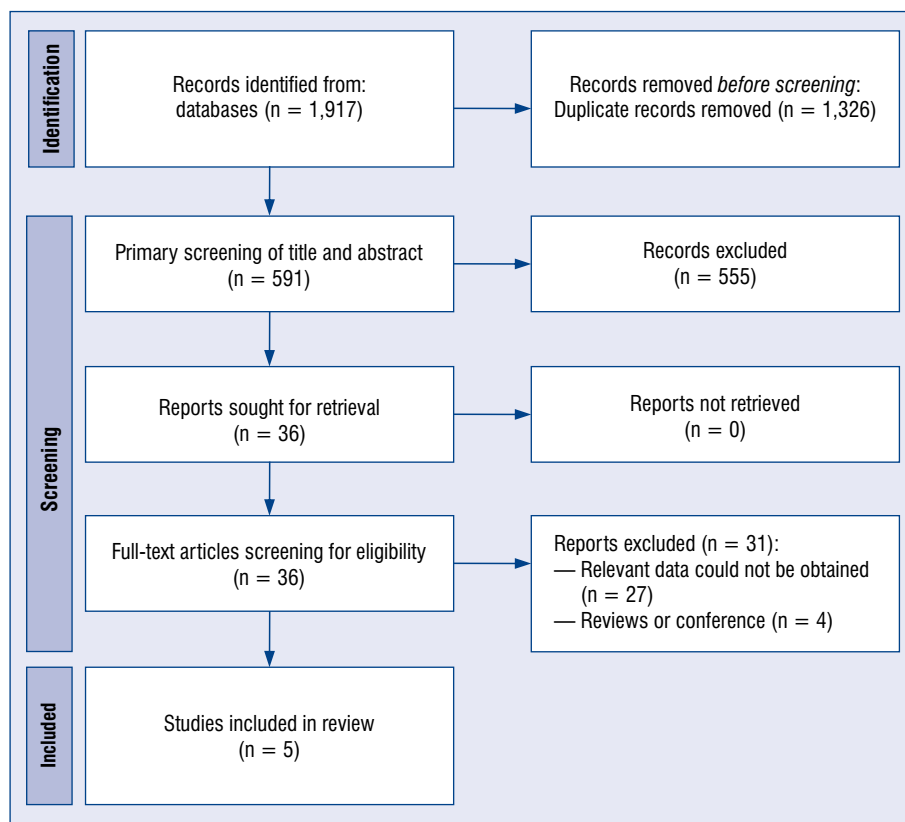 Identification
Records identified from:
databases (n = 1,917)
Records removed before screening:
Duplicate records removed (n = 1,326)
Screening
Primary screening of title and abstract
(n = 591)
Records excluded
(n = 555)
Reports sought for retrieval
(n = 36)
Reports not retrieved
(n = 0)
Full-text articles screening for eligibility
(n = 36)
Reports excluded (n = 31):
— Relevant data could not be obtained
(n = 27)
— Reviews or conference (n = 4)
Included
Studies included in review
(n = 5)